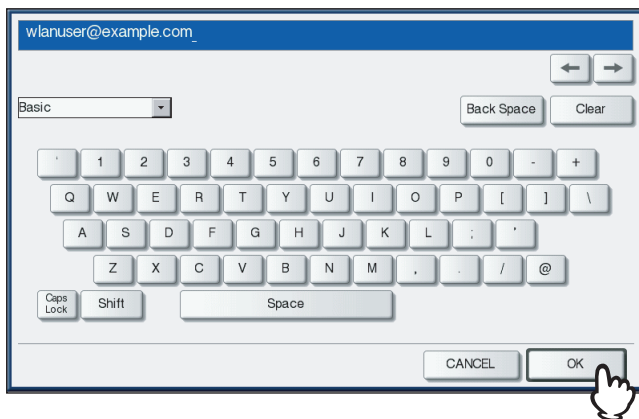 wlanuser@example.com_
Basic
Back Space Clear
` 1 2 3 4 5 6 7 8 9 0 - +
Q W E R T Y U I O P [ ] \
A S D F G H J K L ; '
Z X C V B N M , . / @
Caps Lock Shift Space
CANCEL OK